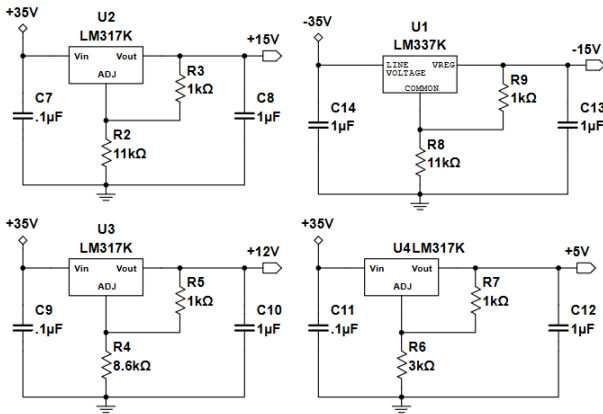 +35V
U2
LM317K
+15V
Vin
Vout
ADJ
R3
1kΩ
C7
.1µF
C8
1µF
R2
11kΩ
-35V
U1
LM337K
-15V
LINE
VOLTAGE
VREG
COMMON
R9
1kΩ
C14
1µF
C13
1µF
R8
11kΩ
+35V
U3
LM317K
+12V
Vin
Vout
ADJ
R5
1kΩ
C9
.1µF
C10
1µF
R4
8.6kΩ
+35V
U4LM317K
+5V
Vin
Vout
ADJ
R7
1kΩ
C11
.1µF
C12
1µF
R6
3kΩ